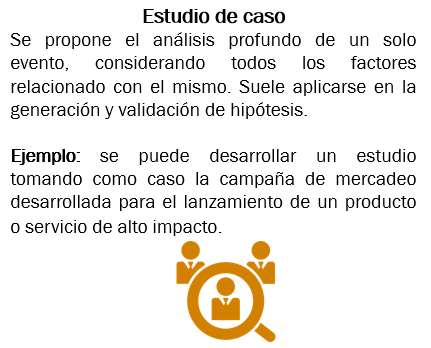 Estudio de caso
Se propone el análisis profundo de un solo
evento, considerando todos los factores
relacionado con el mismo. Suele aplicarse en la
generación y validación de hipótesis.
Ejemplo: se puede desarrollar un estudio
tomando como caso la campaña de mercadeo
desarrollada para el lanzamiento de un producto
o servicio de alto impacto.